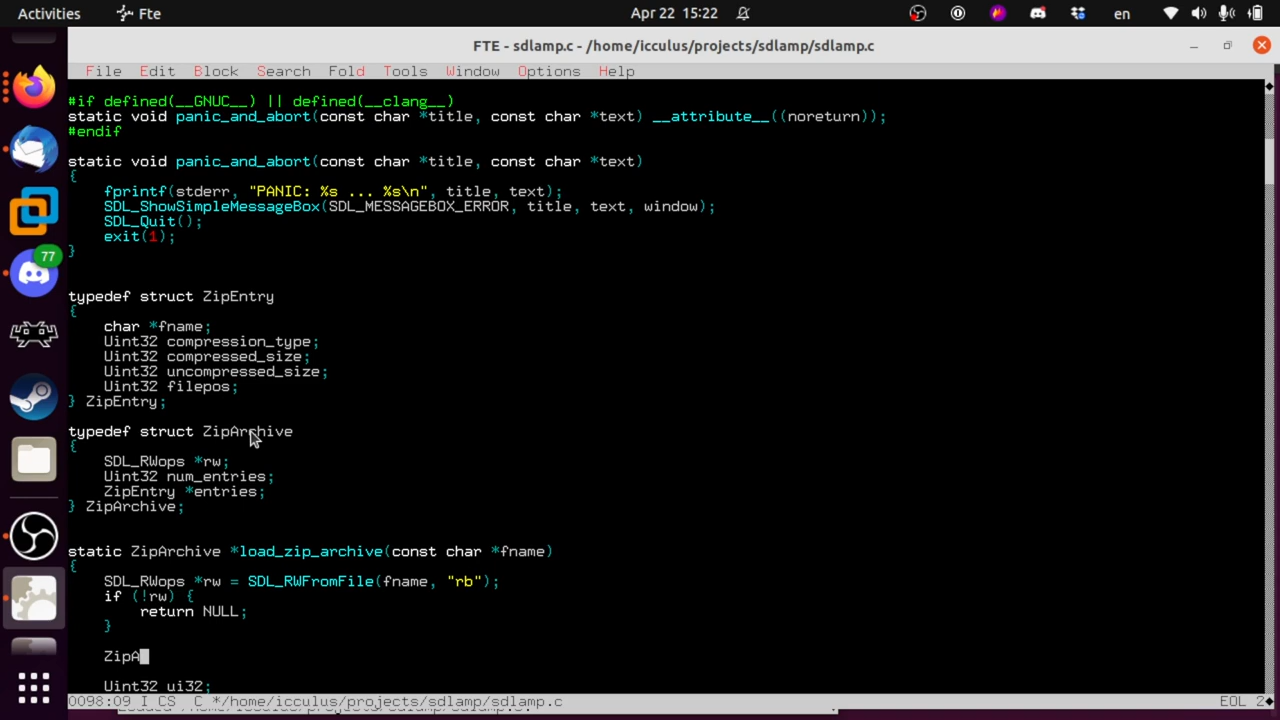 Activities Fte Apr 22 15:22 en
FTE - sdlamp.c - /home/icculus/projects/sdlamp/sdlamp.c
File Edit Block Search Fold Tools Window Options Help
#if defined(__GNUC__) || defined(__clang__)
static void panic_and_abort(const char *title, const char *text) __attribute__((noreturn));
#endif
static void panic_and_abort(const char *title, const char *text)
{
fprintf(stderr, "PANIC: %s ... %s\n", title, text);
SDL_ShowSimpleMessageBox(SDL_MESSAGEBOX_ERROR, title, text, window);
SDL_Quit();
exit(1);
}
typedef struct ZipEntry
{
char *fname;
Uint32 compression_type;
Uint32 compressed_size;
Uint32 uncompressed_size;
Uint32 filepos;
} ZipEntry;
typedef struct ZipArchive
{
SDL_RWops *rw;
Uint32 num_entries;
ZipEntry *entries;
} ZipArchive;
static ZipArchive *load_zip_archive(const char *fname)
{
SDL_RWops *rw = SDL_RWFromFile(fname, "rb");
if (!rw) {
return NULL;
}
ZipA
Uint32 ui32;
0098:09 I CS C */home/icculus/projects/sdlamp/sdlamp.c EOL 2
77